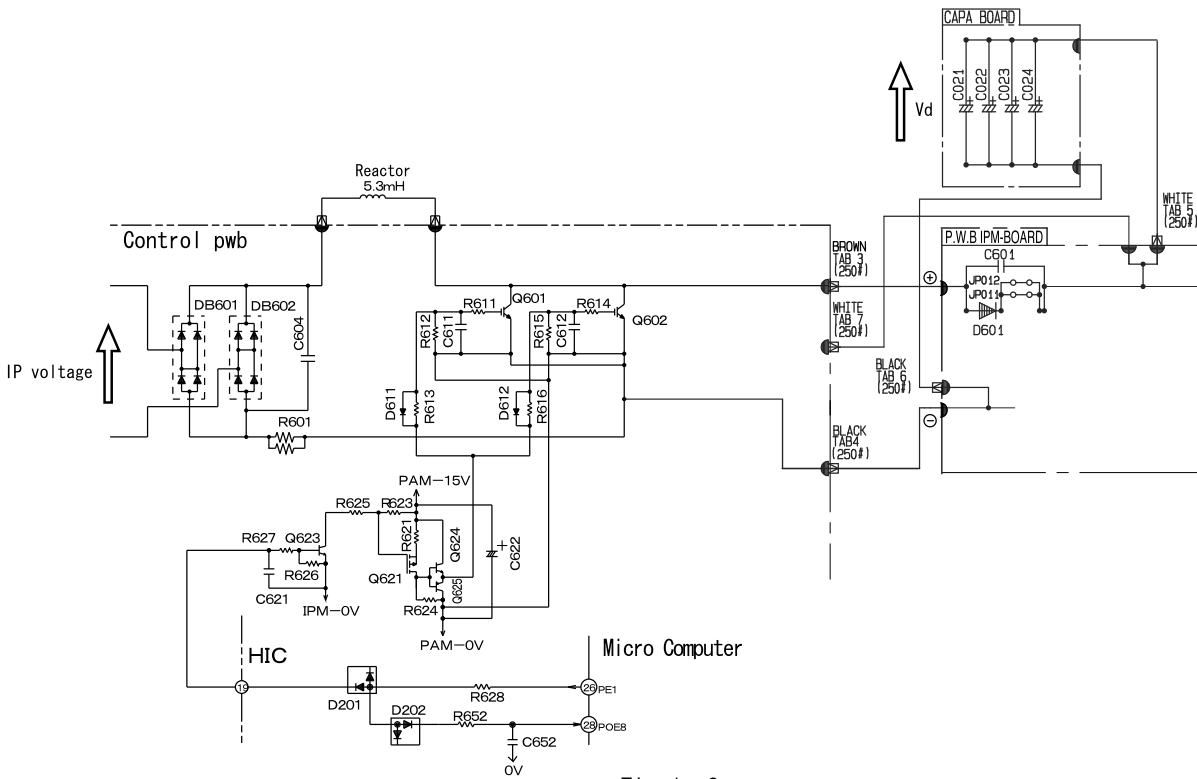 CAPA BOARD
C021
C022
C023
C024
Vd
Reactor
5.3mH
WHITE
TAB 5
(250#)
Control pwb
P.W.B IPM-BOARD
BROWN
TAB 3
(250#)
C601
JP012
JP011
D601
DB601
DB602
C604
R611
Q601
R614
Q602
R612
C611
R615
C612
WHITE
TAB 7
(250#)
IP voltage
BLACK
TAB 6
(250#)
D611
R613
D612
R616
R601
BLACK
TAB4
(250#)
PAM-15V
R625
R623
R621
Q624
C622
R627
Q623
R626
Q621
Q625
C621
IPM-0V
R624
PAM-0V
HIC
Micro Computer
19
26
PE1
D201
R628
D202
R652
28
POE8
C652
0V